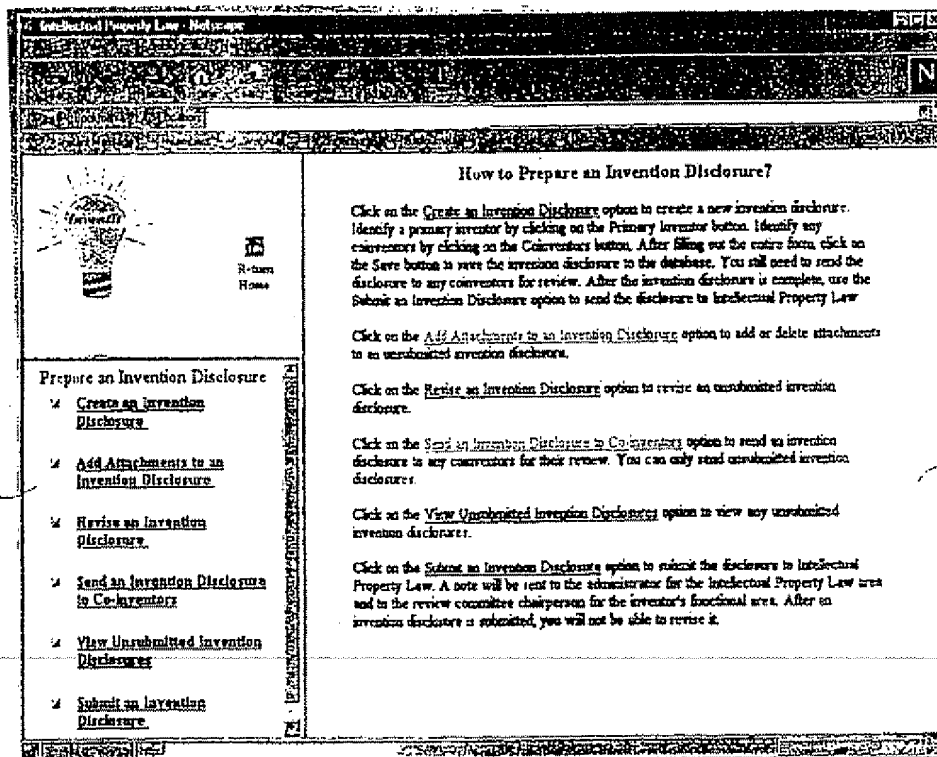 Intellectual Property Law - Netscape
N
Return
Home
Prepare an Invention Disclosure
Create an Invention
Disclosure
Add Attachments to an
Invention Disclosure
Revise an Invention
Disclosure
Send an Invention Disclosure
to Co-Inventors
View Unsubmitted Invention
Disclosures
Submit an Invention
Disclosure
How to Prepare an Invention Disclosure?
Click on the Create an Invention Disclosure option to create a new invention disclosure.
Identify a primary inventor by clicking on the Primary Inventor button. Identify any
coinventors by clicking on the Coinventors button. After filling out the entire form, click on
the Save button to save the invention disclosure to the database. You still need to send the
disclosure to any coinventors for review. After the invention disclosure is complete, use the
Submit an Invention Disclosure option to send the disclosure to Intellectual Property Law
Click on the Add Attachments to an Invention Disclosure option to add or delete attachments
to an unsubmitted invention disclosure.
Click on the Revise an Invention Disclosure option to revise an unsubmitted invention
disclosure.
Click on the Send an Invention Disclosure to Co-Inventors option to send an invention
disclosure to any coinventors for their review. You can only send unsubmitted invention
disclosures.
Click on the View Unsubmitted Invention Disclosures option to view any unsubmitted
invention disclosures.
Click on the Submit an Invention Disclosure option to submit the disclosure to Intellectual
Property Law. A note will be sent to the administrator for the Intellectual Property Law area
and to the review committee chairperson for the inventor's functional area. After an
invention disclosure is submitted, you will not be able to revise it.